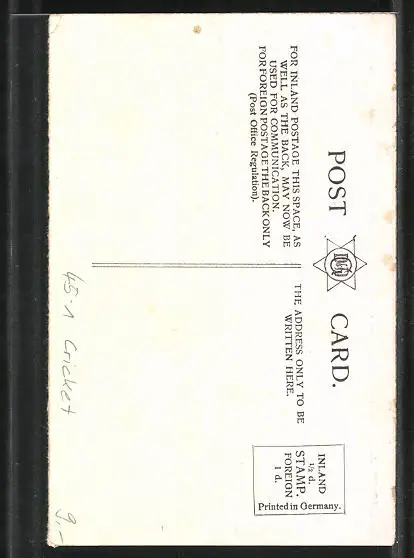 POST CARD.
FOR INLAND POSTAGE THIS SPACE, AS
WELL AS THE BACK, MAY NOW BE
USED FOR COMMUNICATION.
FOR FOREIGN POSTAGE THE BACK ONLY
(Post Office Regulation).
THE ADDRESS ONLY TO BE
WRITTEN HERE.
INLAND
½ d.
STAMP.
FOREIGN
1 d.
Printed in Germany.
45.1 Cricket
9,-